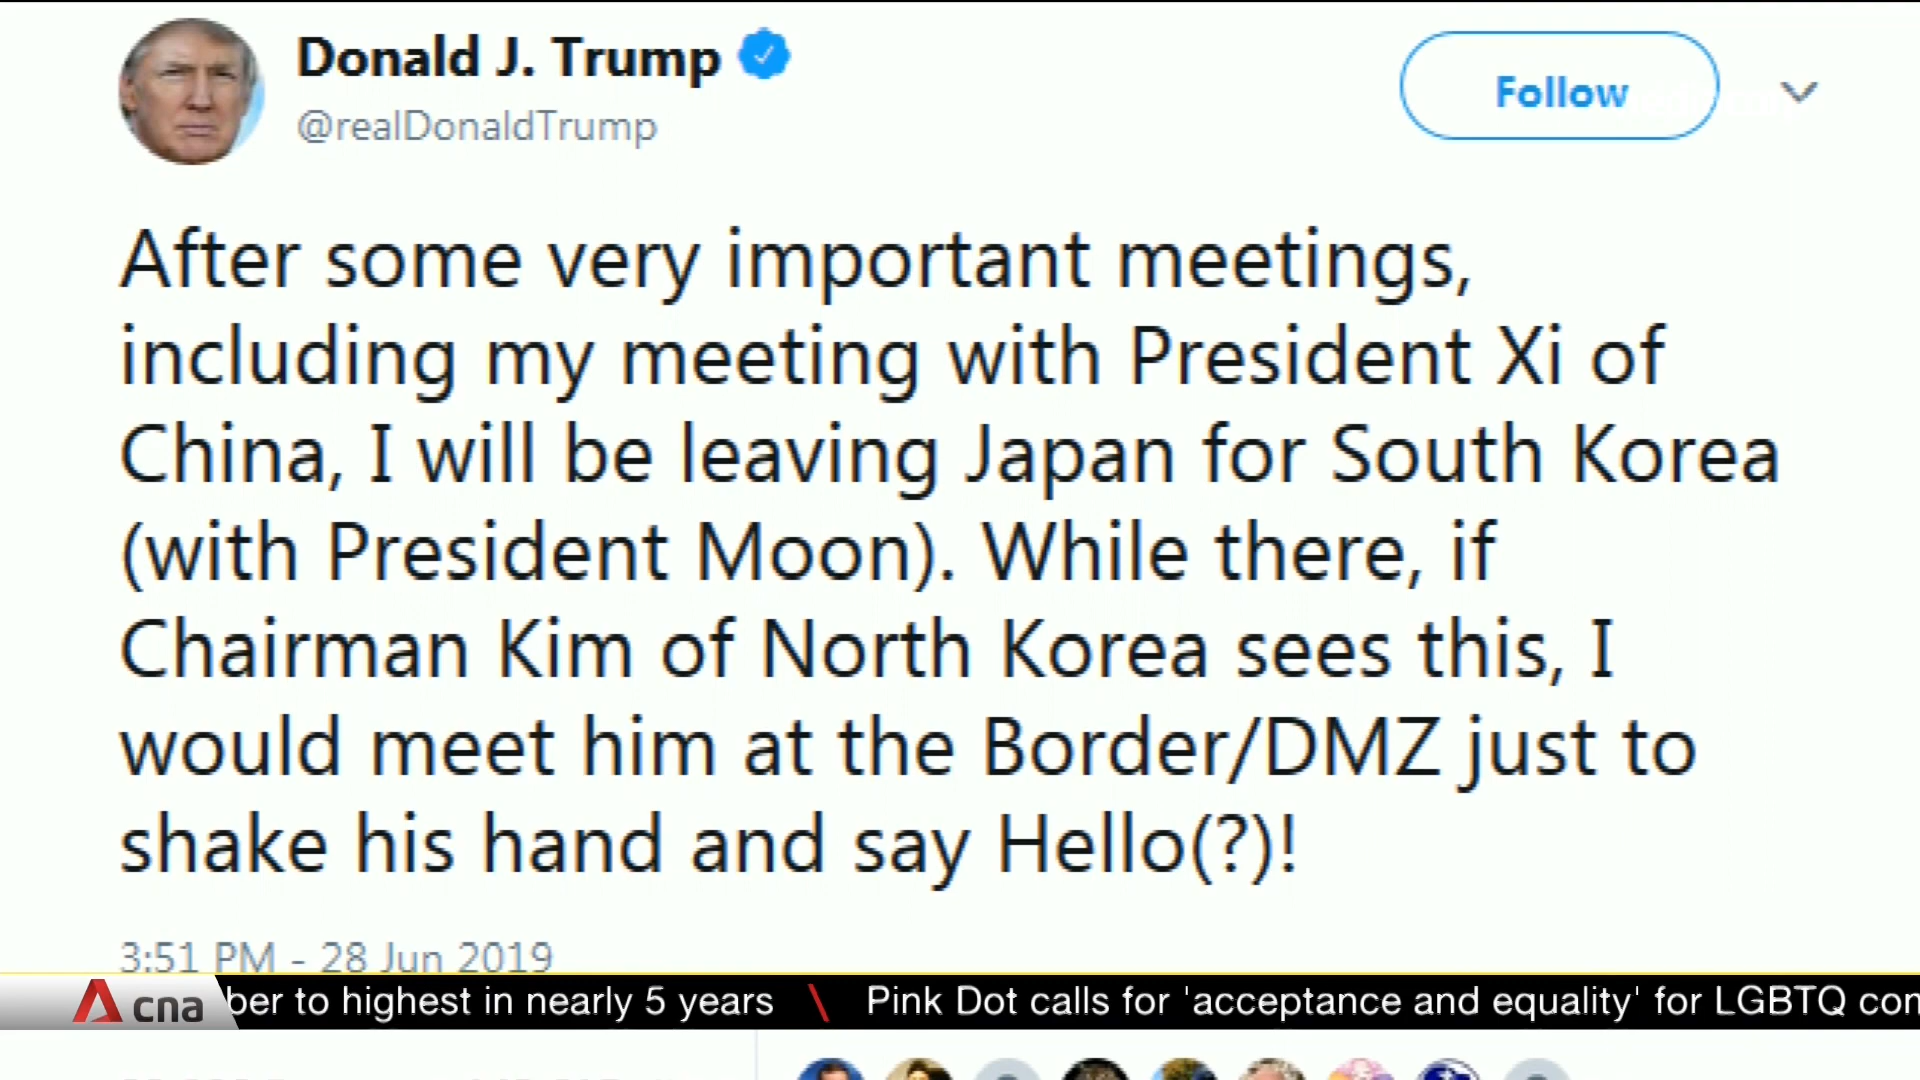 Donald J. Trump
@realDonaldTrump
Follow
After some very important meetings,
including my meeting with President Xi of
China, I will be leaving Japan for South Korea
(with President Moon). While there, if
Chairman Kim of North Korea sees this, I
would meet him at the Border/DMZ just to
shake his hand and say Hello(?)!
3:51 PM - 28 Jun 2019
cna
ber to highest in nearly 5 years \ Pink Dot calls for 'acceptance and equality' for LGBTQ com